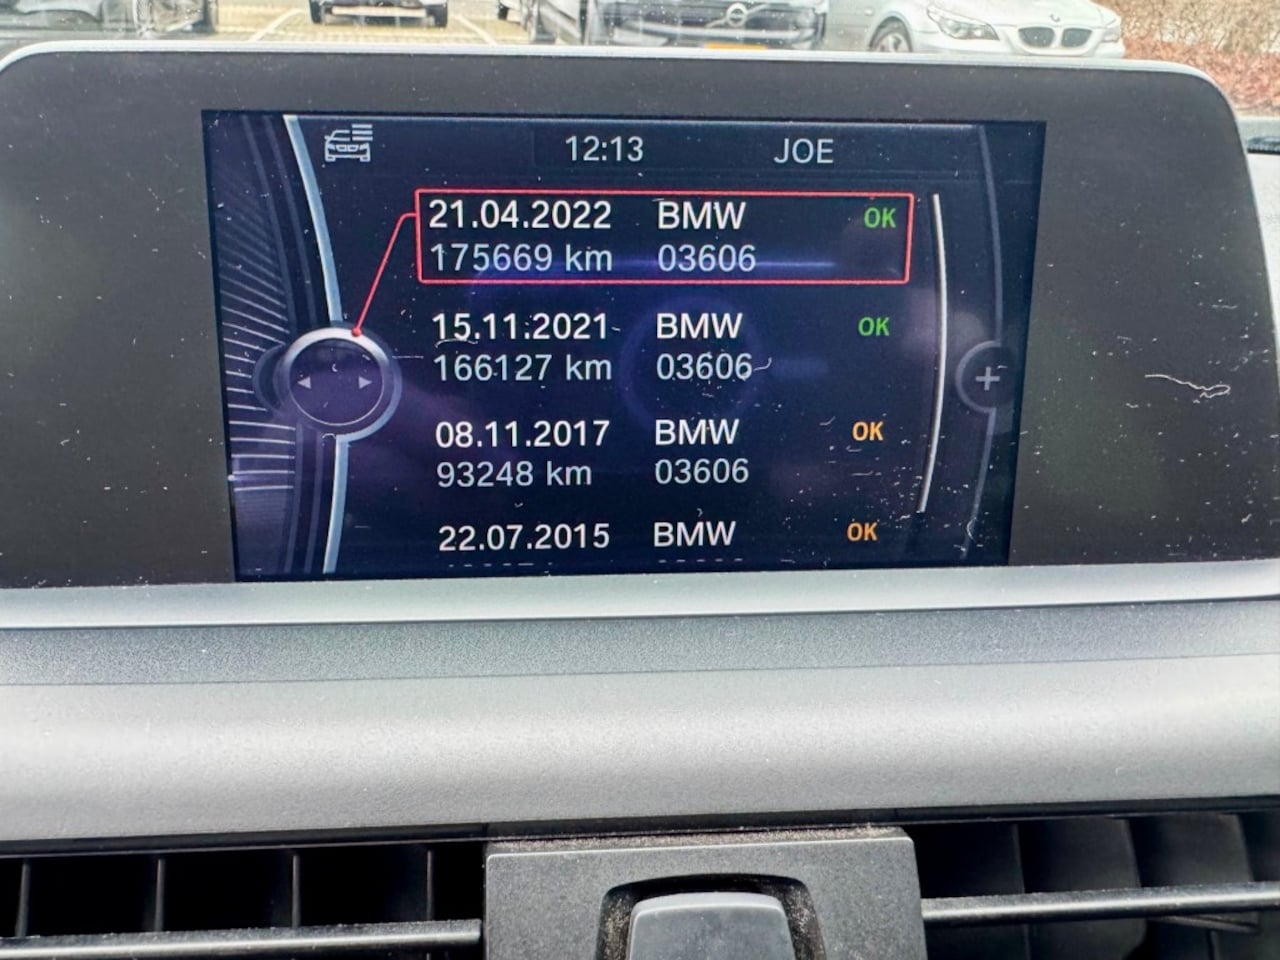 12:13 JOE
21.04.2022 BMW OK
175669 km 03606
15.11.2021 BMW OK
166127 km 03606
08.11.2017 BMW OK
93248 km 03606
22.07.2015 BMW OK